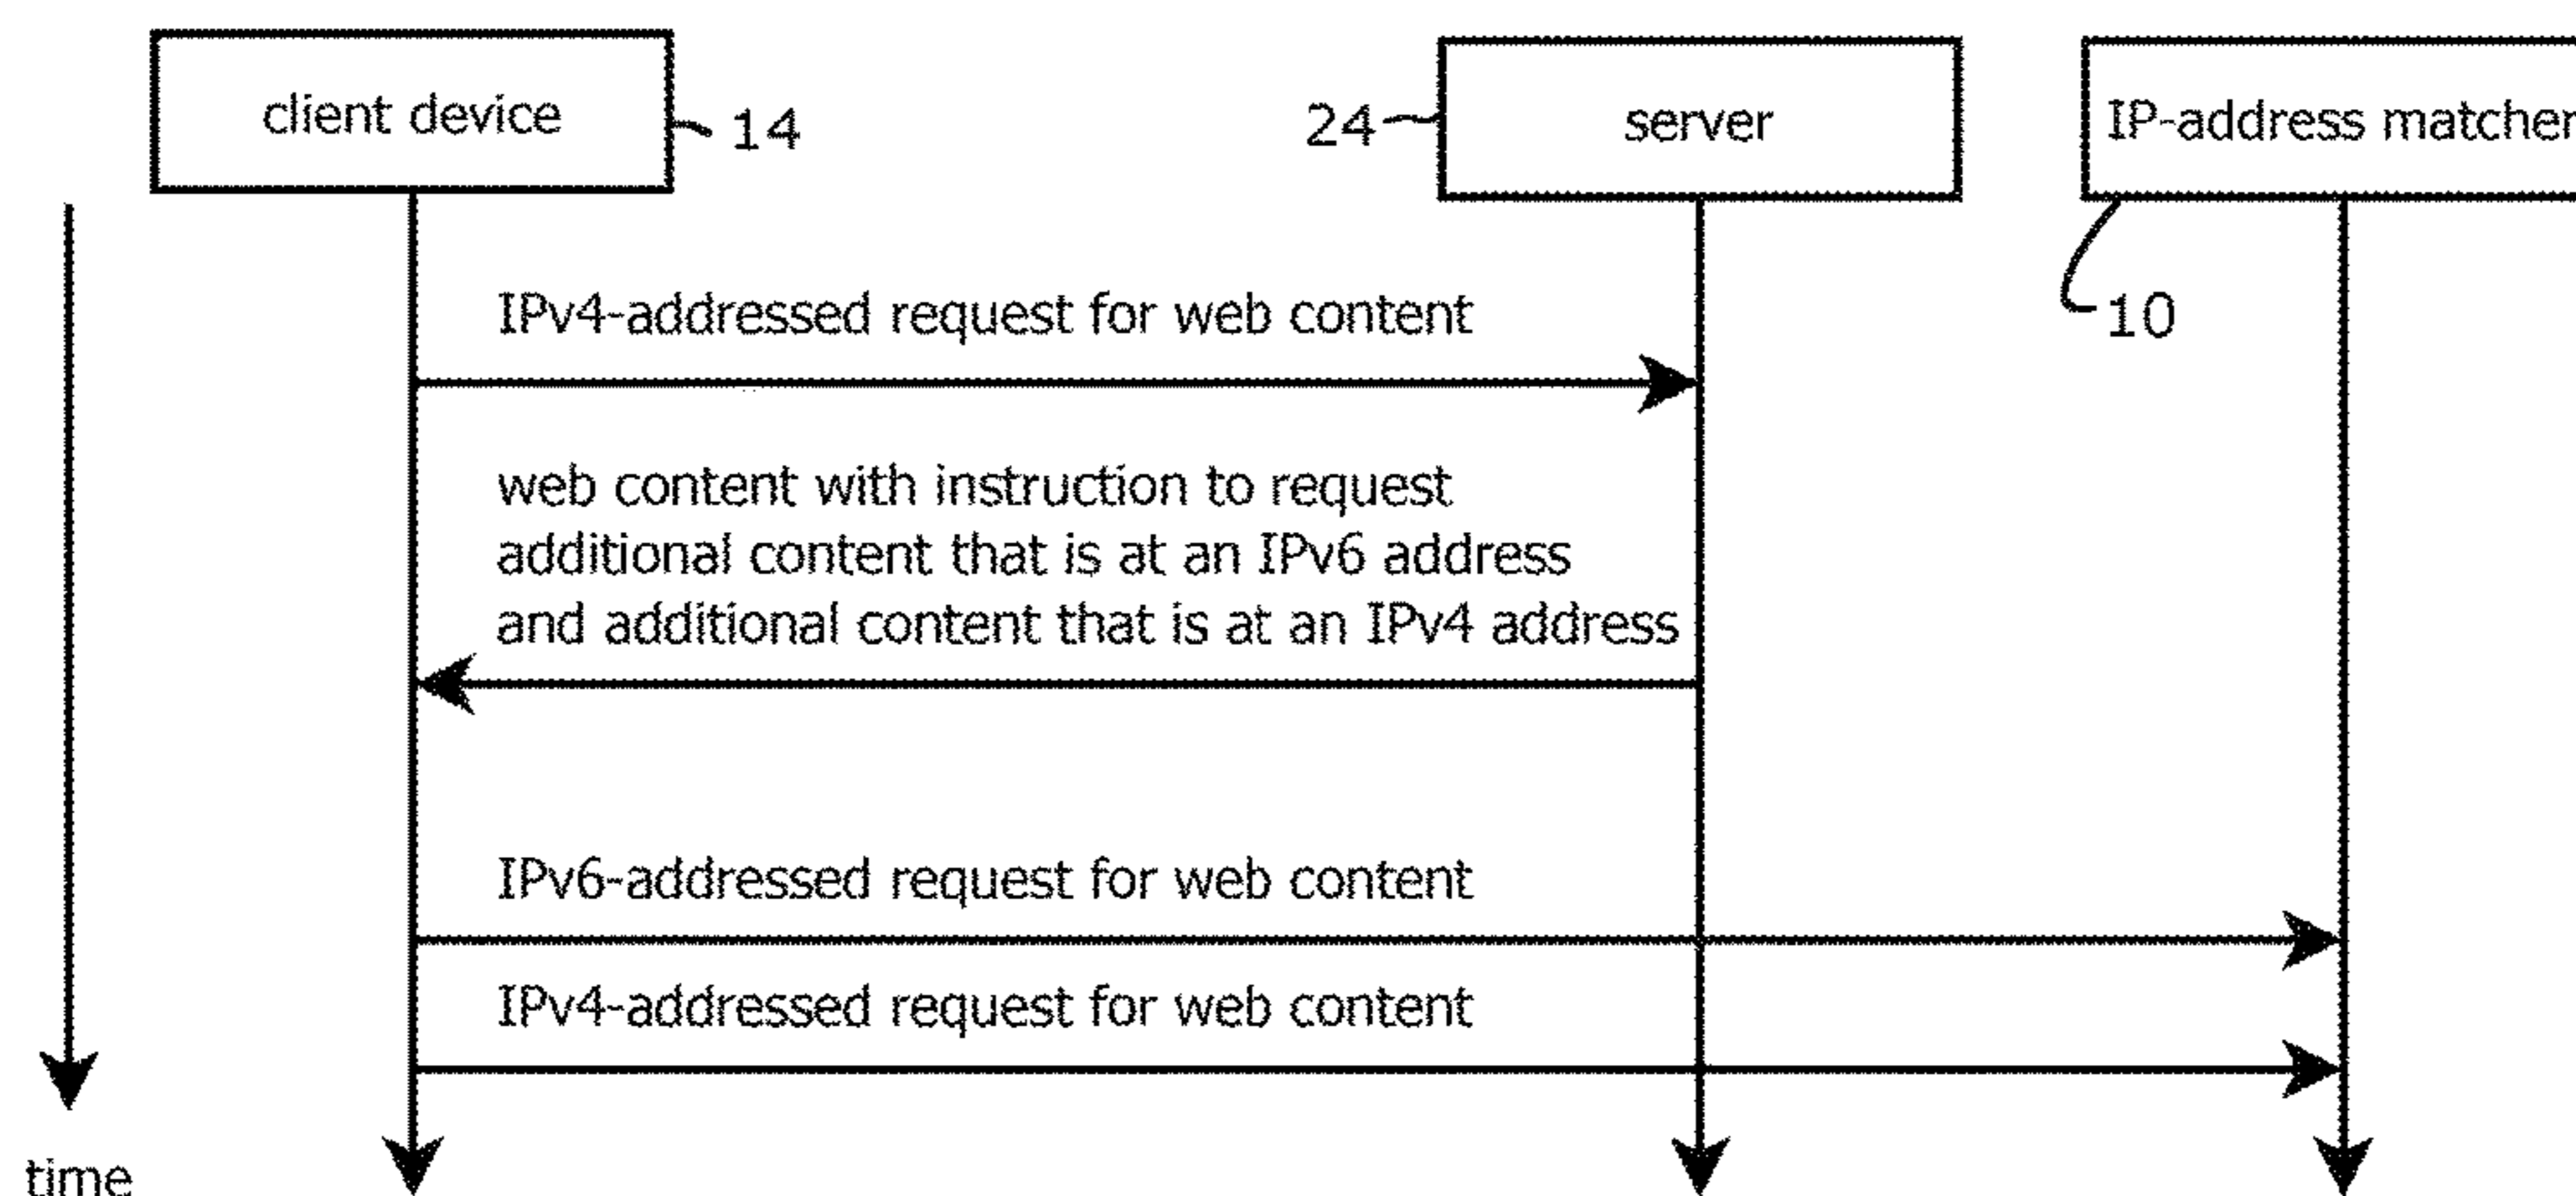 client device
14
24
server
IP-address matcher
10
IPv4-addressed request for web content
web content with instruction to request
additional content that is at an IPv6 address
and additional content that is at an IPv4 address
IPv6-addressed request for web content
IPv4-addressed request for web content
time